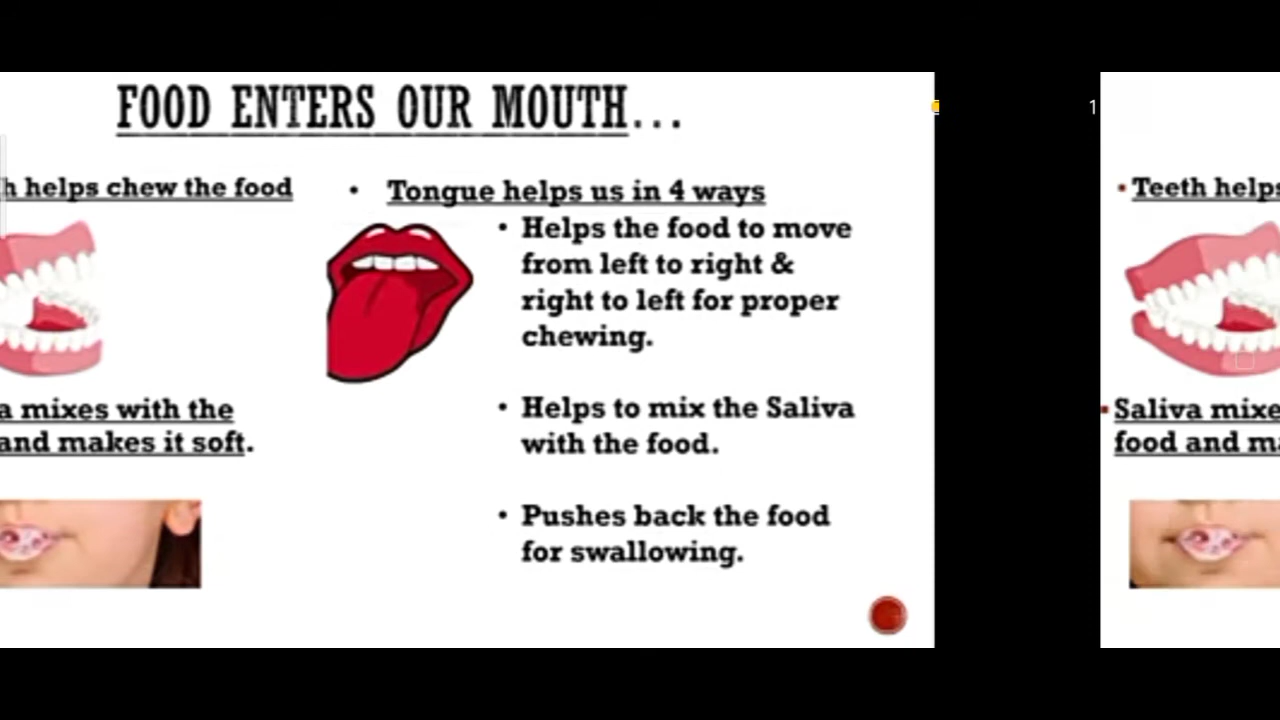 FOOD ENTERS OUR MOUTH...
h helps chew the food
• Tongue helps us in 4 ways
• Helps the food to move
from left to right &
right to left for proper
chewing.
a mixes with the
and makes it soft.
• Helps to mix the Saliva
with the food.
• Pushes back the food
for swallowing.
1
• Teeth helps
• Saliva mixe
food and ma